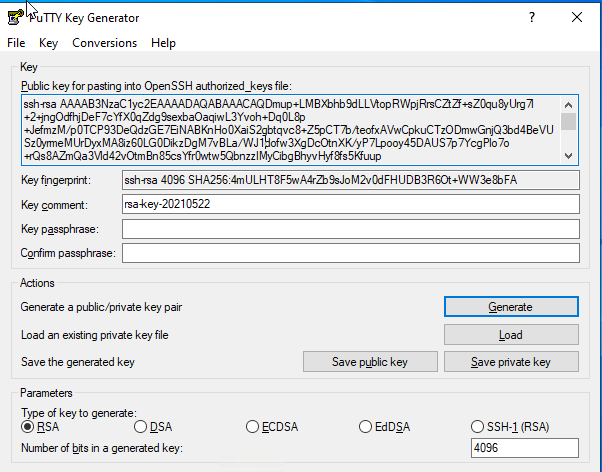 PuTTY Key Generator
File Key Conversions Help
Key
Public key for pasting into OpenSSH authorized_keys file:
ssh-rsa AAAAB3NzaC1yc2EAAAADAQABAAACAQDmup+LMBXbhb9dLLVtopRWpjRrsCZtZf+sZ0qu8yUrg7l
+2+jngOdfhjDeF7cYfX0qZdg9sexbaOaqiwL3Yvoh+Dq0L8p
+JefmzM/p0TCP93DeQdzGE7EiNABKnHo0XaiS2gbtqvc8+Z5pCT7b/teofxAVwCpkuCTzODmwGnjQ3bd4BeVU
Sz0yrmeMUrDyxMA8iz60LG0DikzDgM7vBLa/WJ1dofw3XgDcOtnXK/yP7Lpooy45DAUS7p7YcgPlo7o
+rQs8AZmQa3Vld42vOtmBn85csYfr0wtw5QbnzzIMyCibgBhyvHyf8fs5Kfuup
Key fingerprint: ssh-rsa 4096 SHA256:4mULHT8F5wA4rZb9sJoM2v0dFHUDB3R6Ot+WW3e8bFA
Key comment: rsa-key-20210522
Key passphrase:
Confirm passphrase:
Actions
Generate a public/private key pair Generate
Load an existing private key file Load
Save the generated key Save public key Save private key
Parameters
Type of key to generate:
RSA DSA ECDSA EdDSA SSH-1 (RSA)
Number of bits in a generated key: 4096